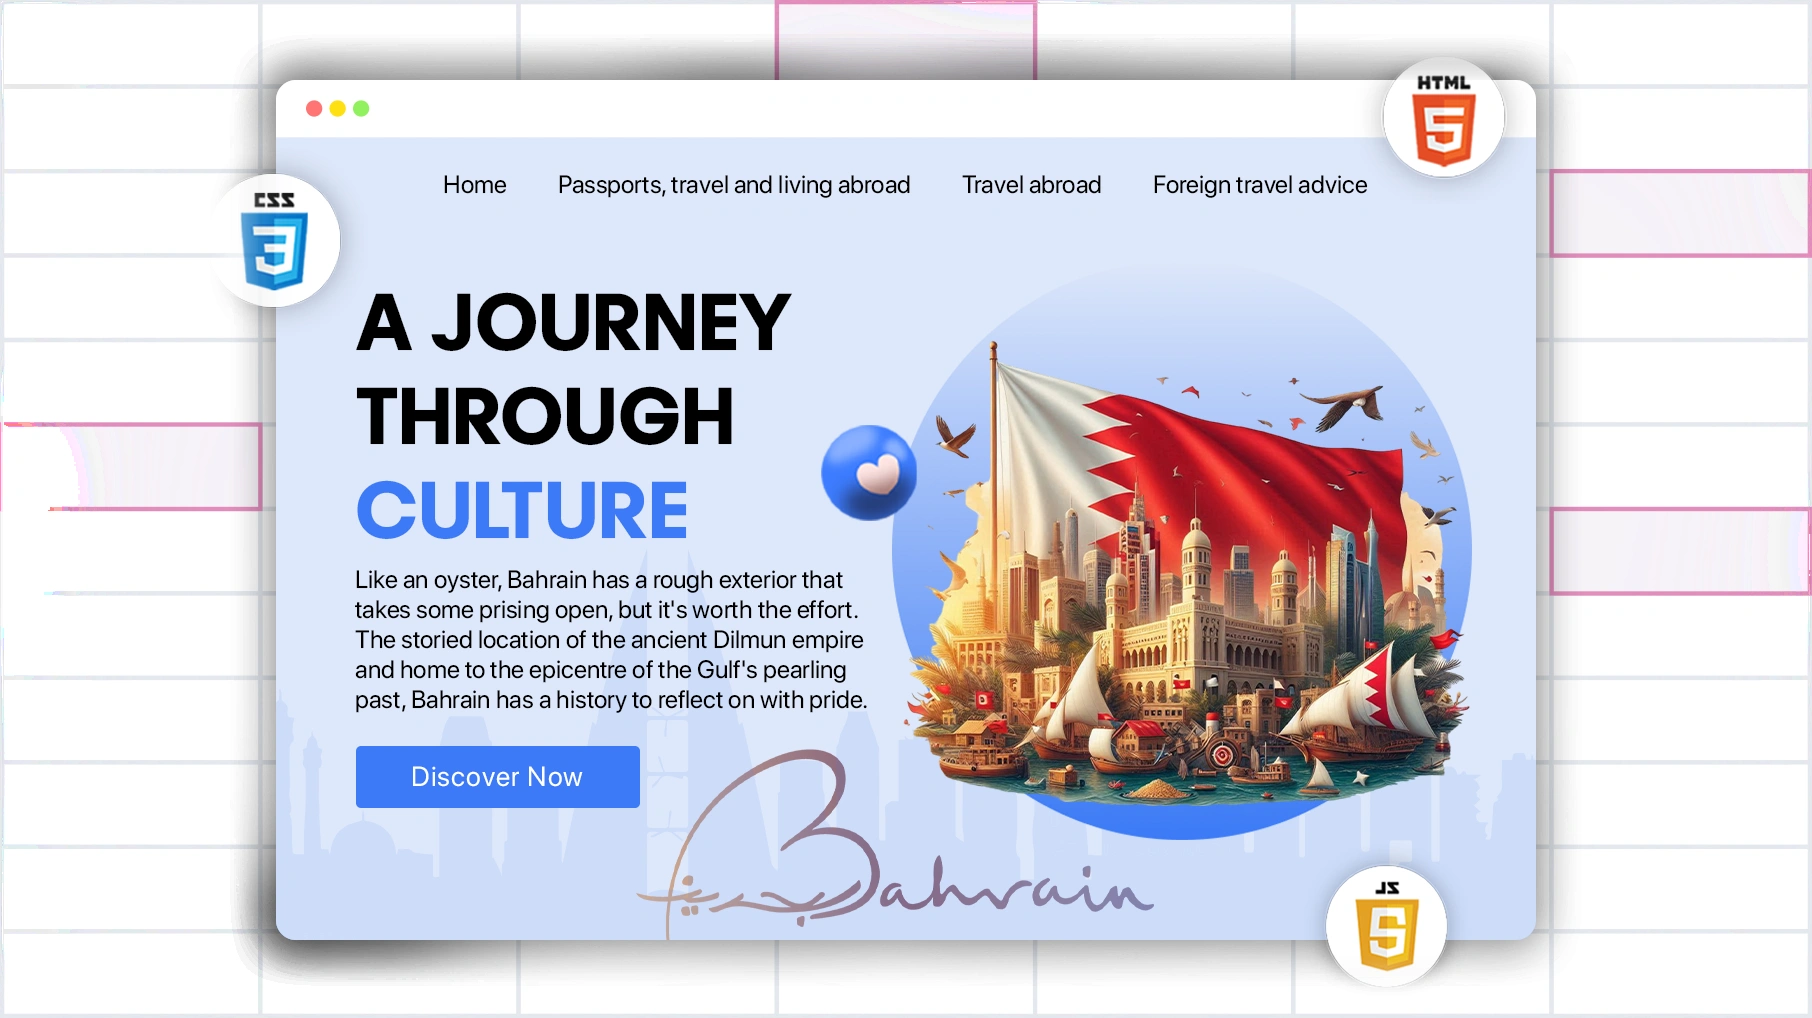 HTML
5
CSS
3
Home Passports, travel and living abroad Travel abroad Foreign travel advice
A JOURNEY
THROUGH
CULTURE
Like an oyster, Bahrain has a rough exterior that
takes some prising open, but it's worth the effort.
The storied location of the ancient Dilmun empire
and home to the epicentre of the Gulf's pearling
past, Bahrain has a history to reflect on with pride.
Discover Now
Bahrain
JS
5